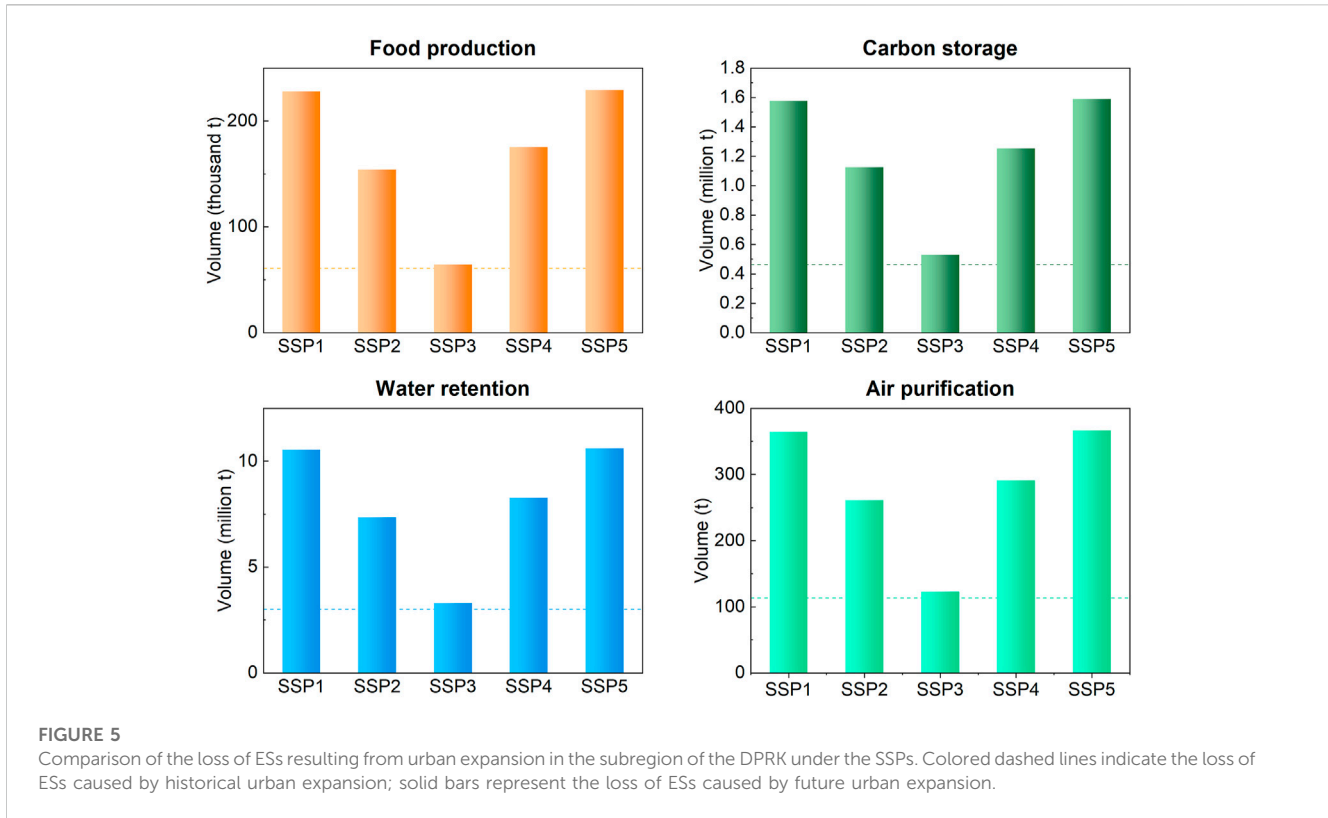 Food production
Volume (thousand t)
200
100
0
SSP1 SSP2 SSP3 SSP4 SSP5
Carbon storage
Volume (million t)
1.8
1.6
1.4
1.2
1.0
0.8
0.6
0.4
0.2
0.0
SSP1 SSP2 SSP3 SSP4 SSP5
Water retention
Volume (million t)
10
5
0
SSP1 SSP2 SSP3 SSP4 SSP5
Air purification
Volume (t)
400
300
200
100
0
SSP1 SSP2 SSP3 SSP4 SSP5
FIGURE 5
Comparison of the loss of ESs resulting from urban expansion in the subregion of the DPRK under the SSPs. Colored dashed lines indicate the loss of
ESs caused by historical urban expansion; solid bars represent the loss of ESs caused by future urban expansion.